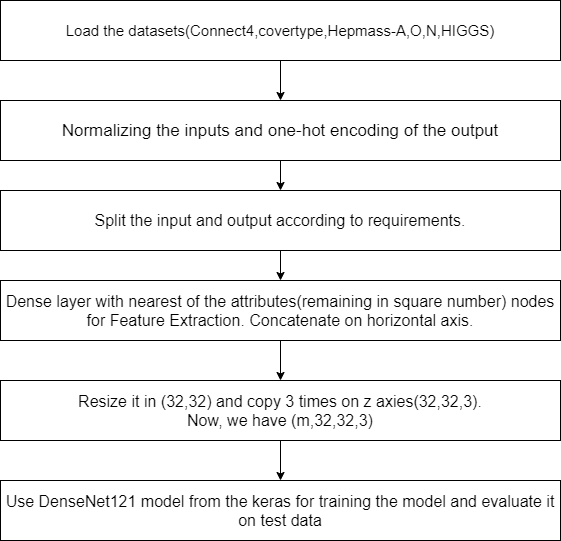 Load the datasets(Connect4,covertype,Hepmass-A,O,N,HIGGS)
Normalizing the inputs and one-hot encoding of the output
Split the input and output according to requirements.
Dense layer with nearest of the attributes(remaining in square number) nodes
for Feature Extraction. Concatenate on horizontal axis.
Resize it in (32,32) and copy 3 times on z axies(32,32,3).
Now, we have (m,32,32,3)
Use DenseNet121 model from the keras for training the model and evaluate it
on test data